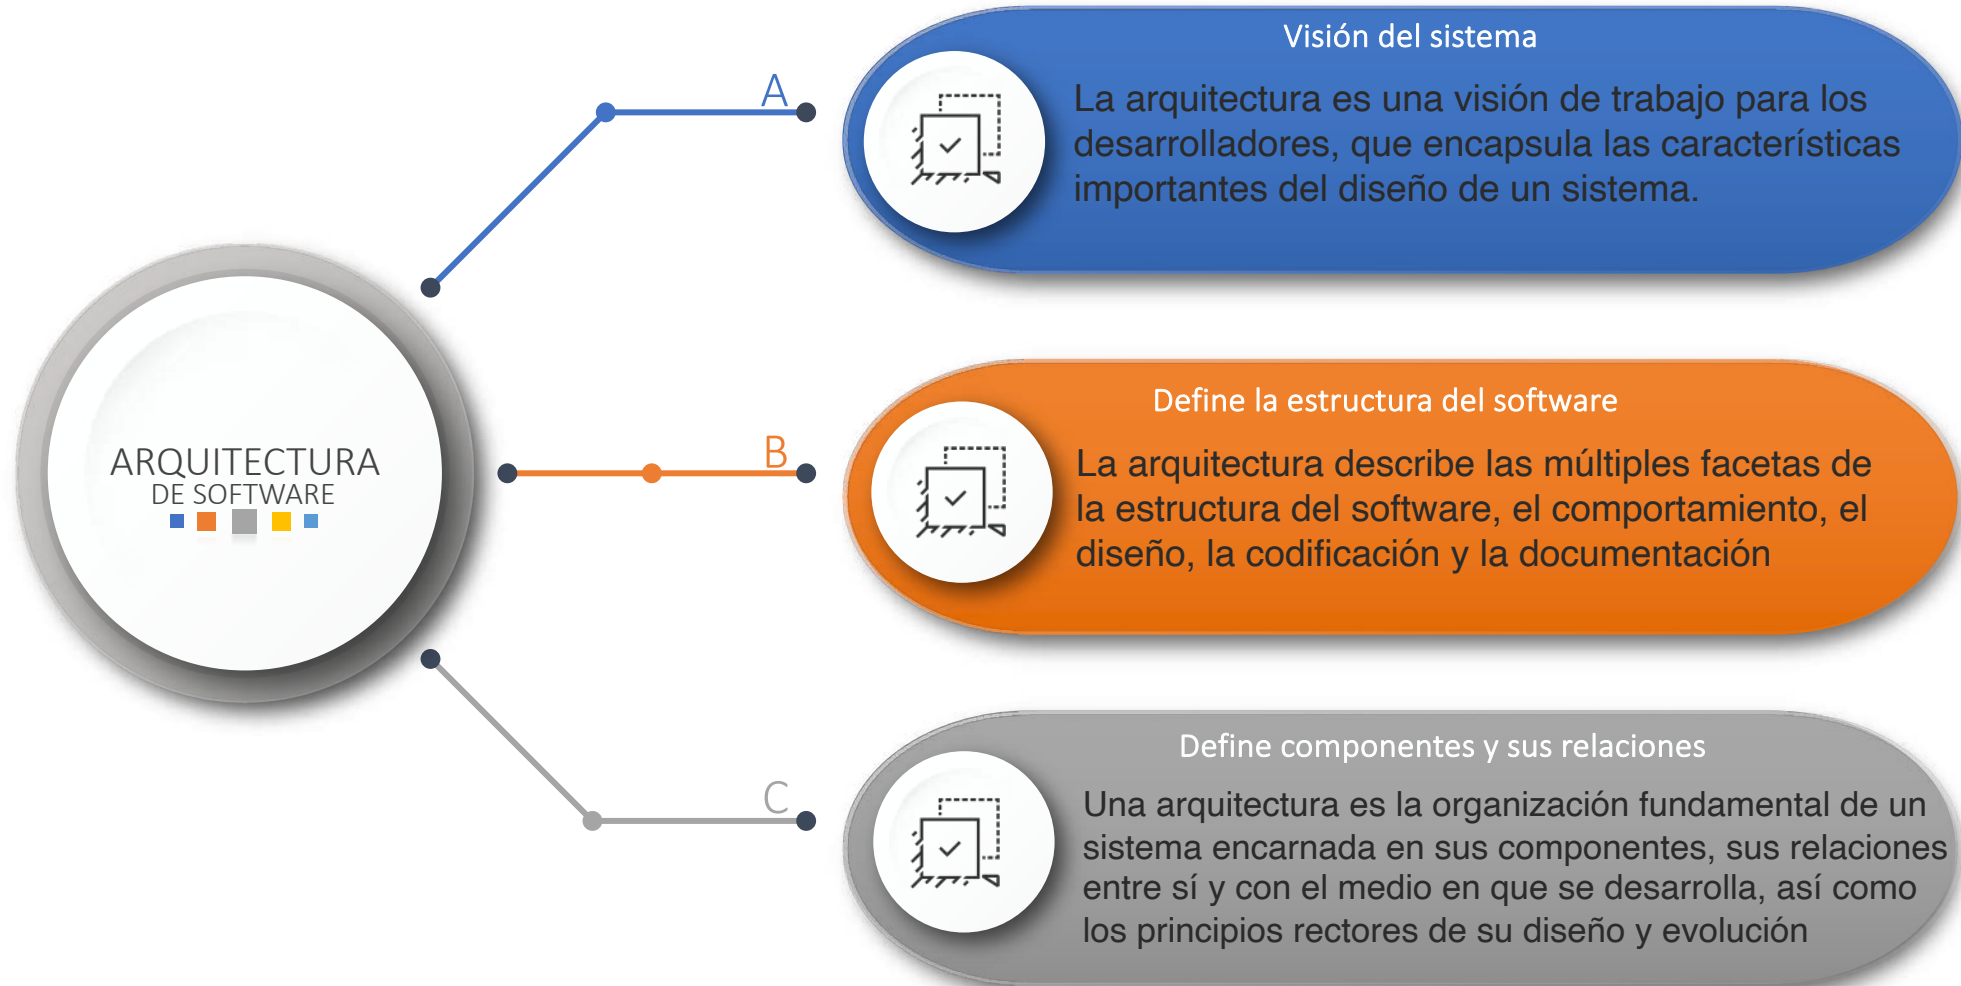 ARQUITECTURA
DE SOFTWARE
A
Visión del sistema
La arquitectura es una visión de trabajo para los
desarrolladores, que encapsula las características
importantes del diseño de un sistema.
B
Define la estructura del software
La arquitectura describe las múltiples facetas de
la estructura del software, el comportamiento, el
diseño, la codificación y la documentación
C
Define componentes y sus relaciones
Una arquitectura es la organización fundamental de un
sistema encarnada en sus componentes, sus relaciones
entre sí y con el medio en que se desarrolla, así como
los principios rectores de su diseño y evolución